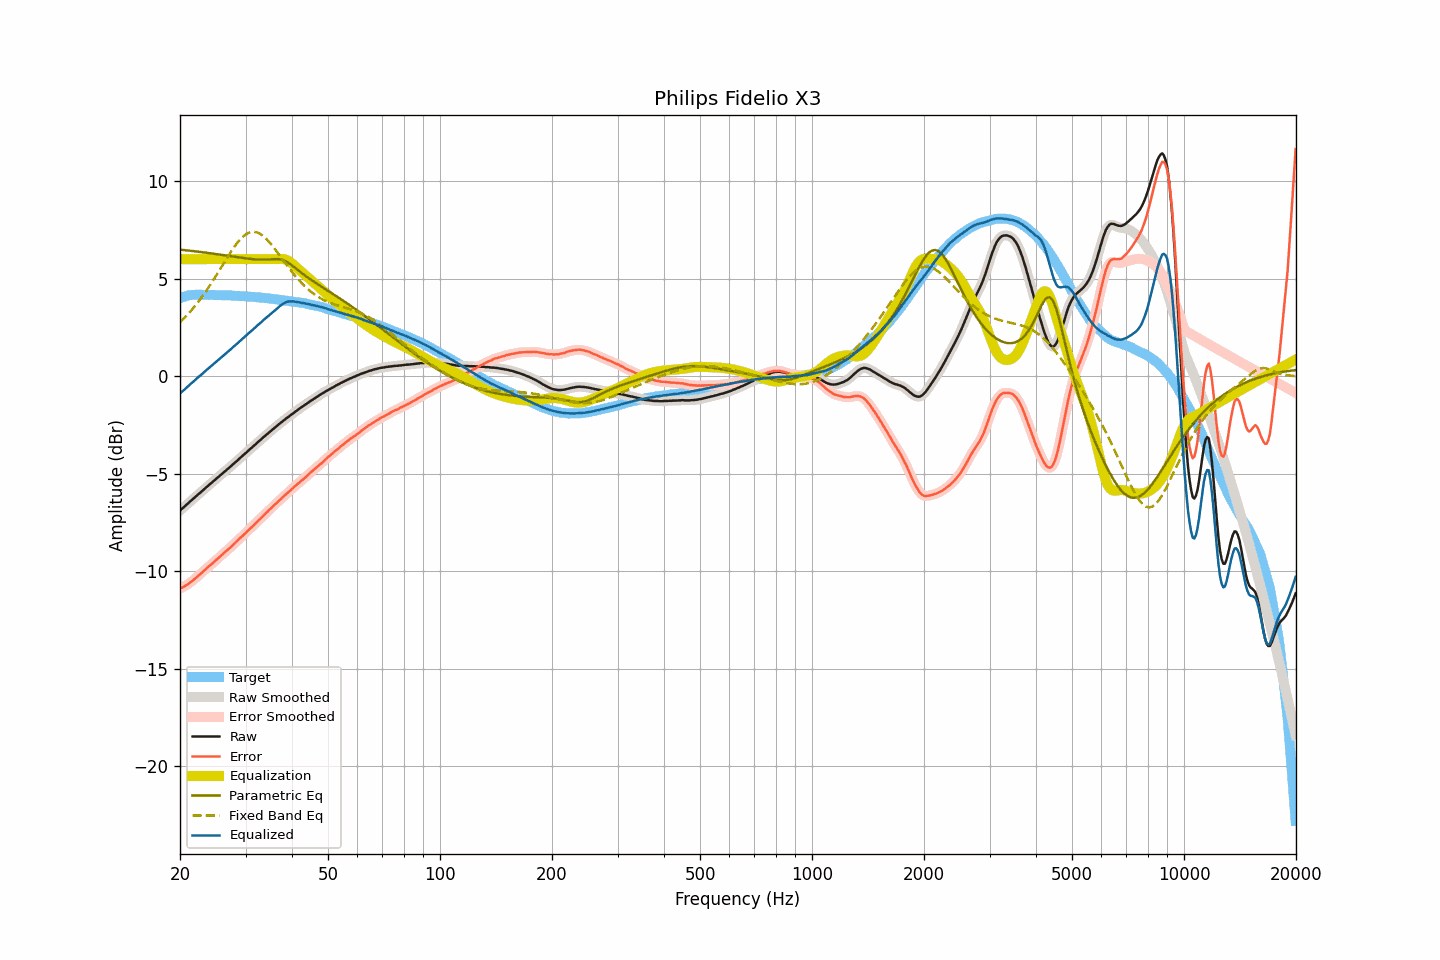 Philips Fidelio X3
Amplitude (dBr)
10
5
0
−5
−10
−15
−20
Target
Raw Smoothed
Error Smoothed
Raw
Error
Equalization
Parametric Eq
Fixed Band Eq
Equalized
20 50 100 200 500 1000 2000 5000 10000 20000
Frequency (Hz)